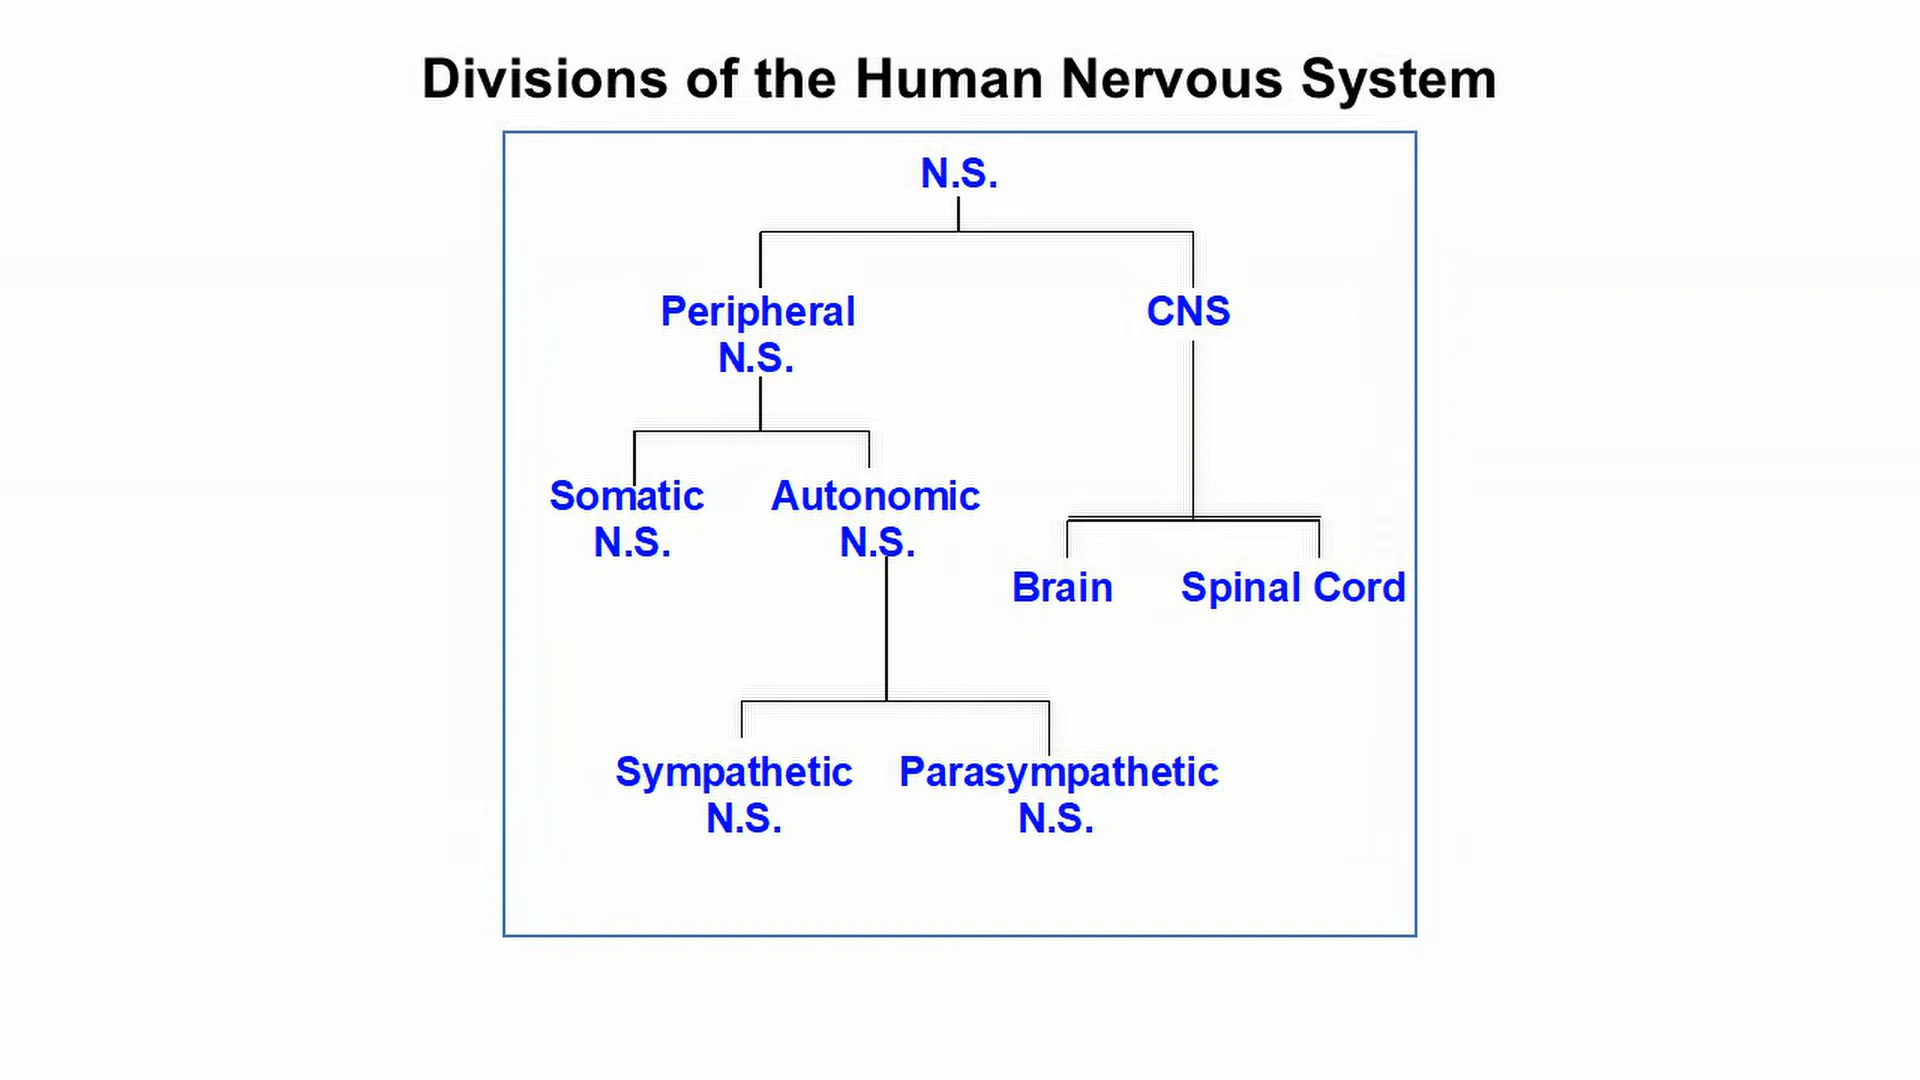 Divisions of the Human Nervous System
N.S.
Peripheral
N.S.
CNS
Somatic
N.S.
Autonomic
N.S.
Brain
Spinal Cord
Sympathetic
N.S.
Parasympathetic
N.S.